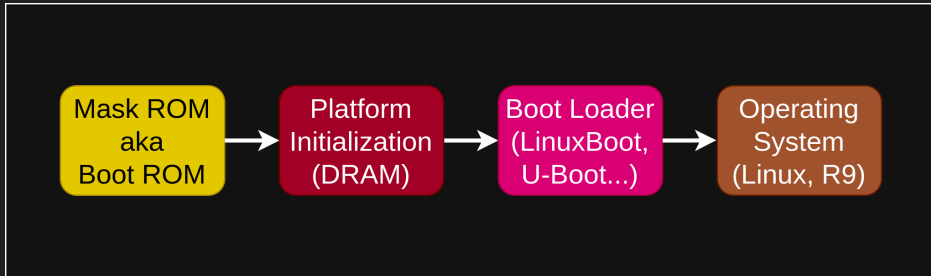 Mask ROM
aka
Boot ROM
Platform
Initialization
(DRAM)
Boot Loader
(LinuxBoot,
U-Boot...)
Operating
System
(Linux, R9)